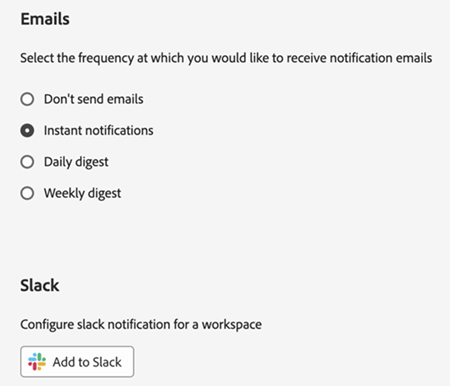 Emails
Select the frequency at which you would like to receive notification emails
Don't send emails
Instant notifications
Daily digest
Weekly digest
Slack
Configure slack notification for a workspace
Add to Slack